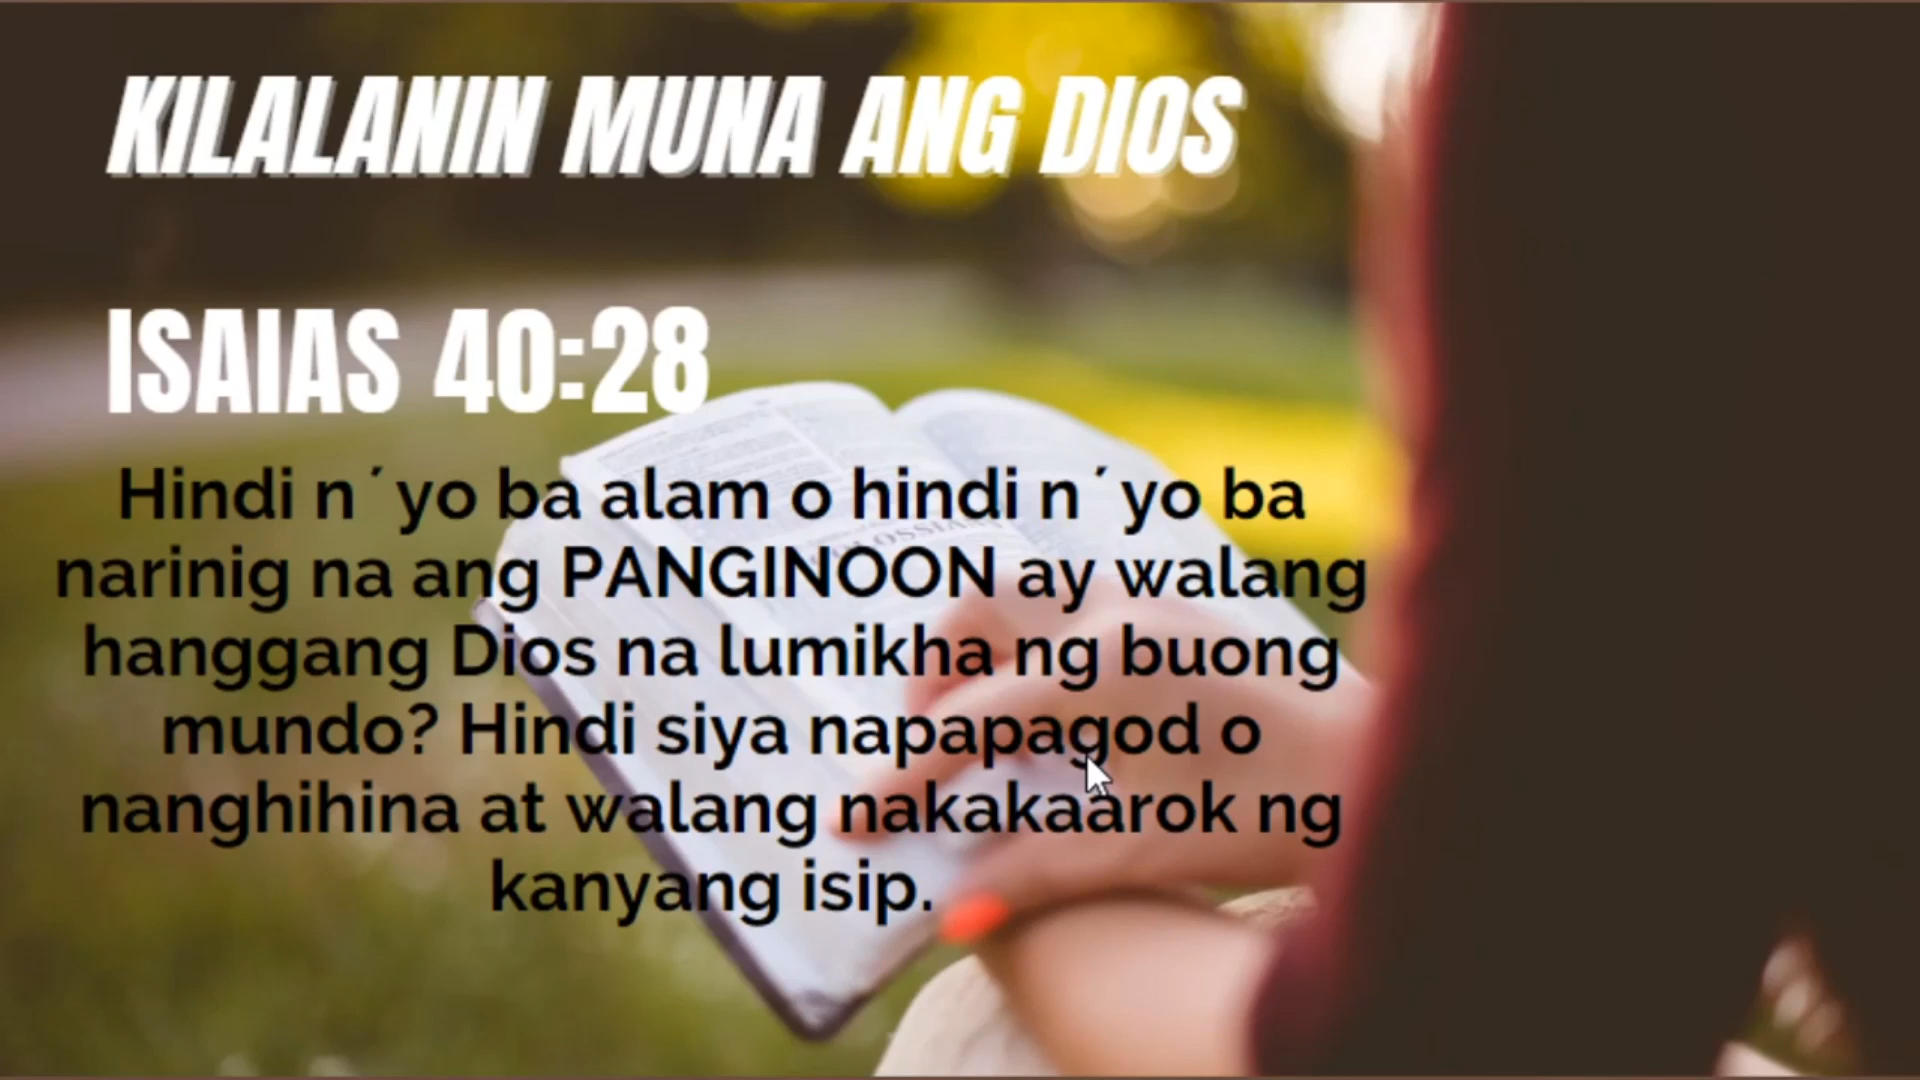 KILALANIN MUNA ANG DIOS
ISAIAS 40:28
Hindi n´yo ba alam o hindi n´yo ba
narinig na ang PANGINOON ay walang
hanggang Dios na lumikha ng buong
mundo? Hindi siya napapagod o
nanghihina at walang nakakaarok ng
kanyang isip.